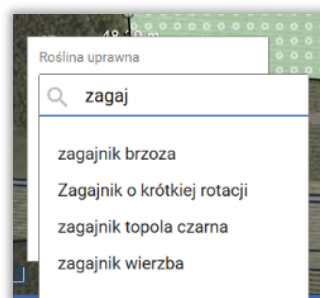 Roślina uprawna
zagaj
zagajnik brzoza
Zagajnik o krótkiej rotacji
zagajnik topola czarna
zagajnik wierzba